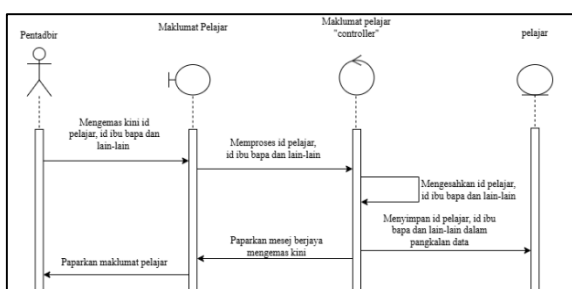 Pentadbir
Maklumat Pelajar
Maklumat pelajar
"controller"
pelajar
Mengemas kini id
pelajar, id ibu bapa dan
lain-lain
Memproses id pelajar,
id ibu bapa dan lain-lain
Mengesahkan id pelajar,
id ibu bapa dan lain-lain
Menyimpan id pelajar, id ibu
bapa dan lain-lain dalam
pangkalan data
Paparkan mesej berjaya
mengemas kini
Paparkan maklumat pelajar